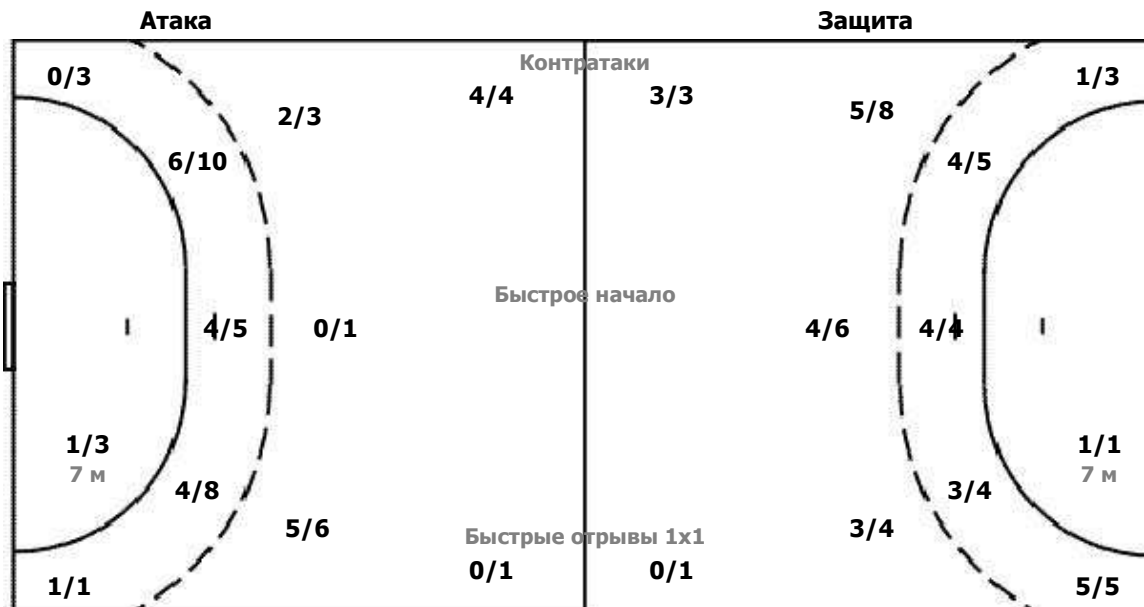 Атака Защита
Контратаки
0/3 2/3 4/4 3/3 5/8 1/3
6/10 4/5
Быстрое начало
4/5 0/1 4/6 4/4
1/3 1/1
7 м 7 м
4/8 3/4
5/6 Быстрые отрывы 1x1 3/4
1/1 0/1 0/1 5/5